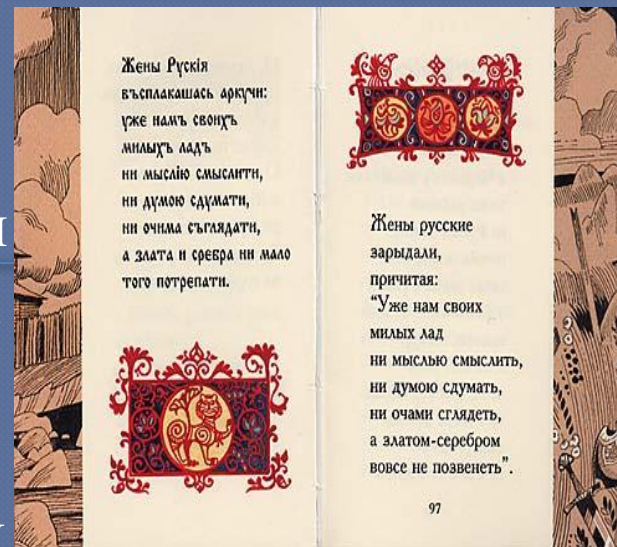 Жены Рускія
въсплакашась аркучи:
уже намъ своихъ
милыхъ ладъ
ни мыслію смыслити,
ни думою сдумати,
ни очима съглядати,
а злата и сребра ни мало
того потрепати.
Жены русские
зарыдали,
причитая:
“Уже нам своих
милых лад
ни мыслью смыслить,
ни думою сдумать,
ни очами сглядеть,
а златом-серебром
вовсе не позвенеть”.
97